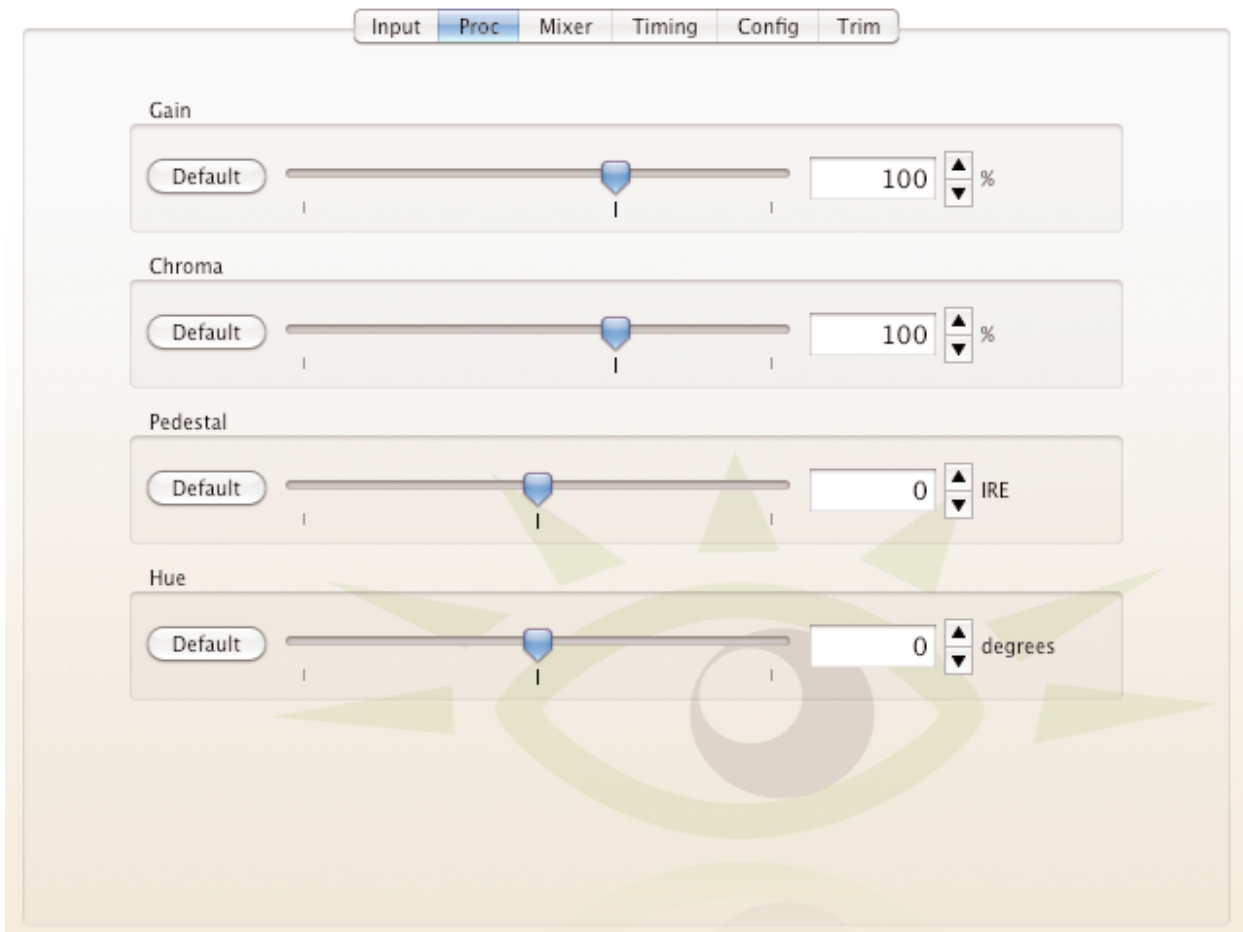 Input Proc Mixer Timing Config Trim
Gain
Default 100 %
Chroma
Default 100 %
Pedestal
Default 0 IRE
Hue
Default 0 degrees